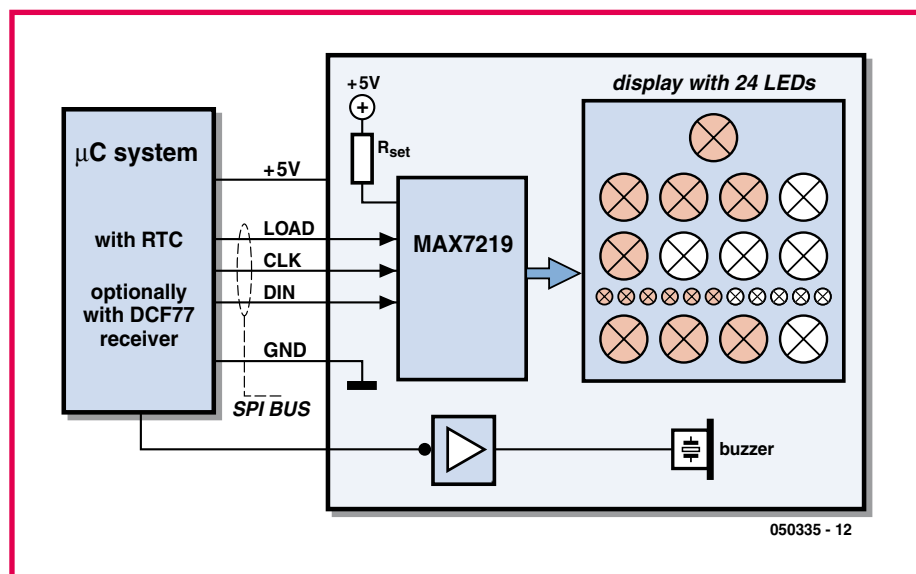 display with 24 LEDs
+5V
+
Rset
μC system
+5V
with RTC
LOAD
MAX7219
CLK
optionally
with DCF77
receiver
DIN
GND
SPI BUS
buzzer
050335 - 12